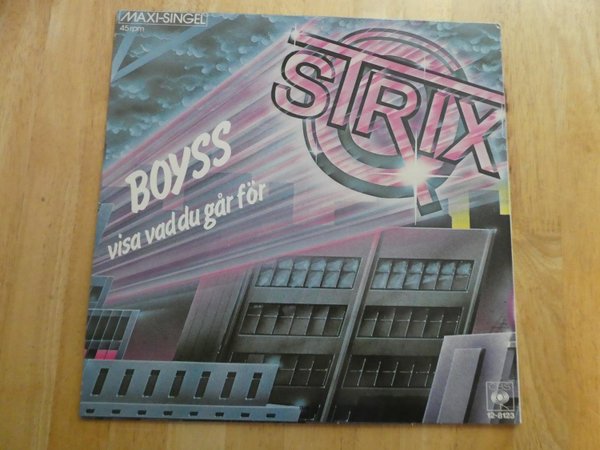 MAXI-SINGEL
45 rpm
STRIX
BOYSS
visa vad du går för
CBS
12-8123